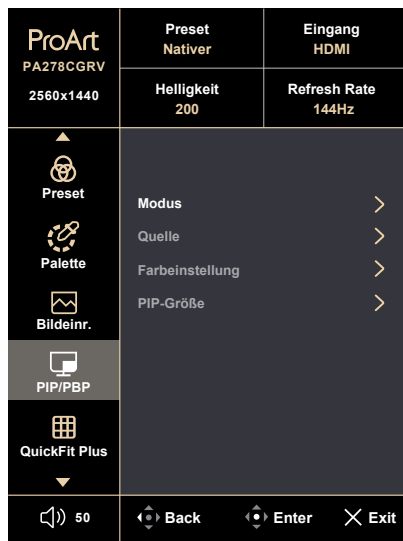 ProArt
PA278CGRV
2560x1440
Preset
Nativer
Eingang
HDMI
Helligkeit
200
Refresh Rate
144Hz
Preset
Palette
Bildeinr.
PIP/PBP
QuickFit Plus
Modus
Quelle
Farbeinstellung
PIP-Größe
50
Back
Enter
Exit